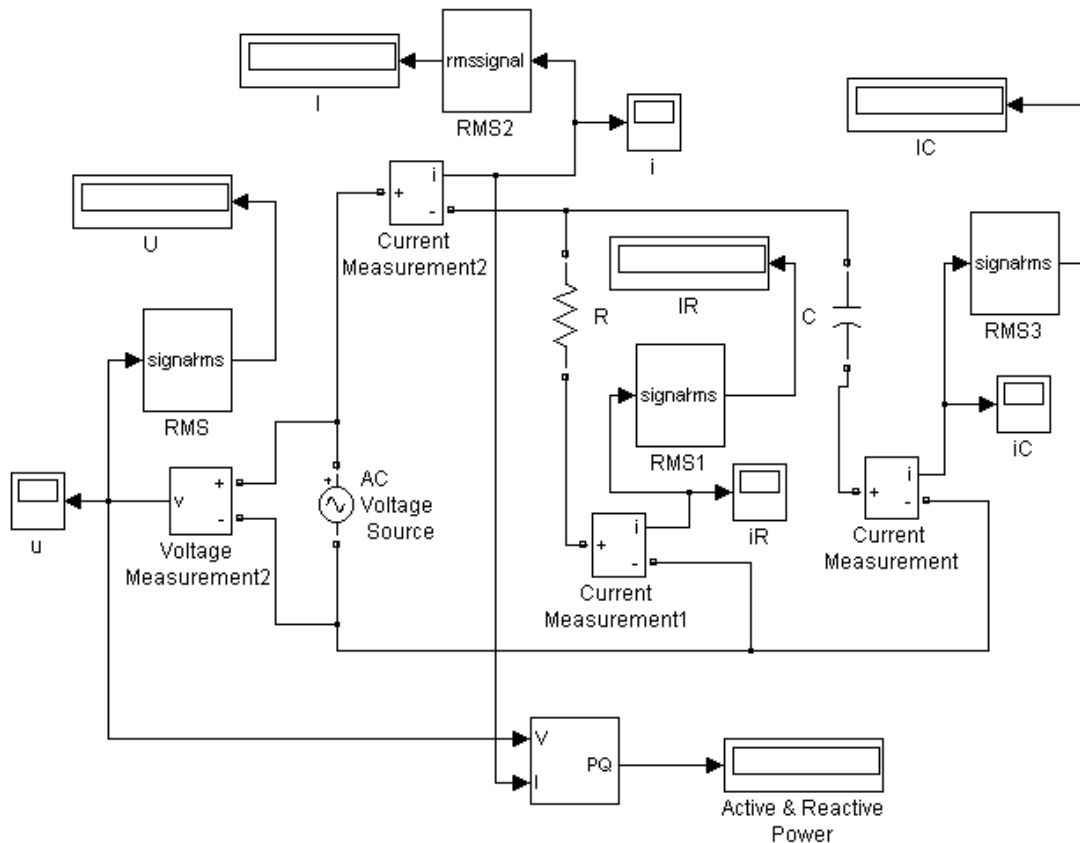 rmssignal
I
RMS2
i
IC
U
i
+
-
Current
Measurement2
IR
R
C
signalrms
RMS3
signalrms
RMS
signalrms
RMS1
iC
v
+
-
u
Voltage
Measurement2
+
AC
Voltage
Source
iR
i
+
-
Current
Measurement1
i
+
-
Current
Measurement
V
I
PQ
Active & Reactive
Power